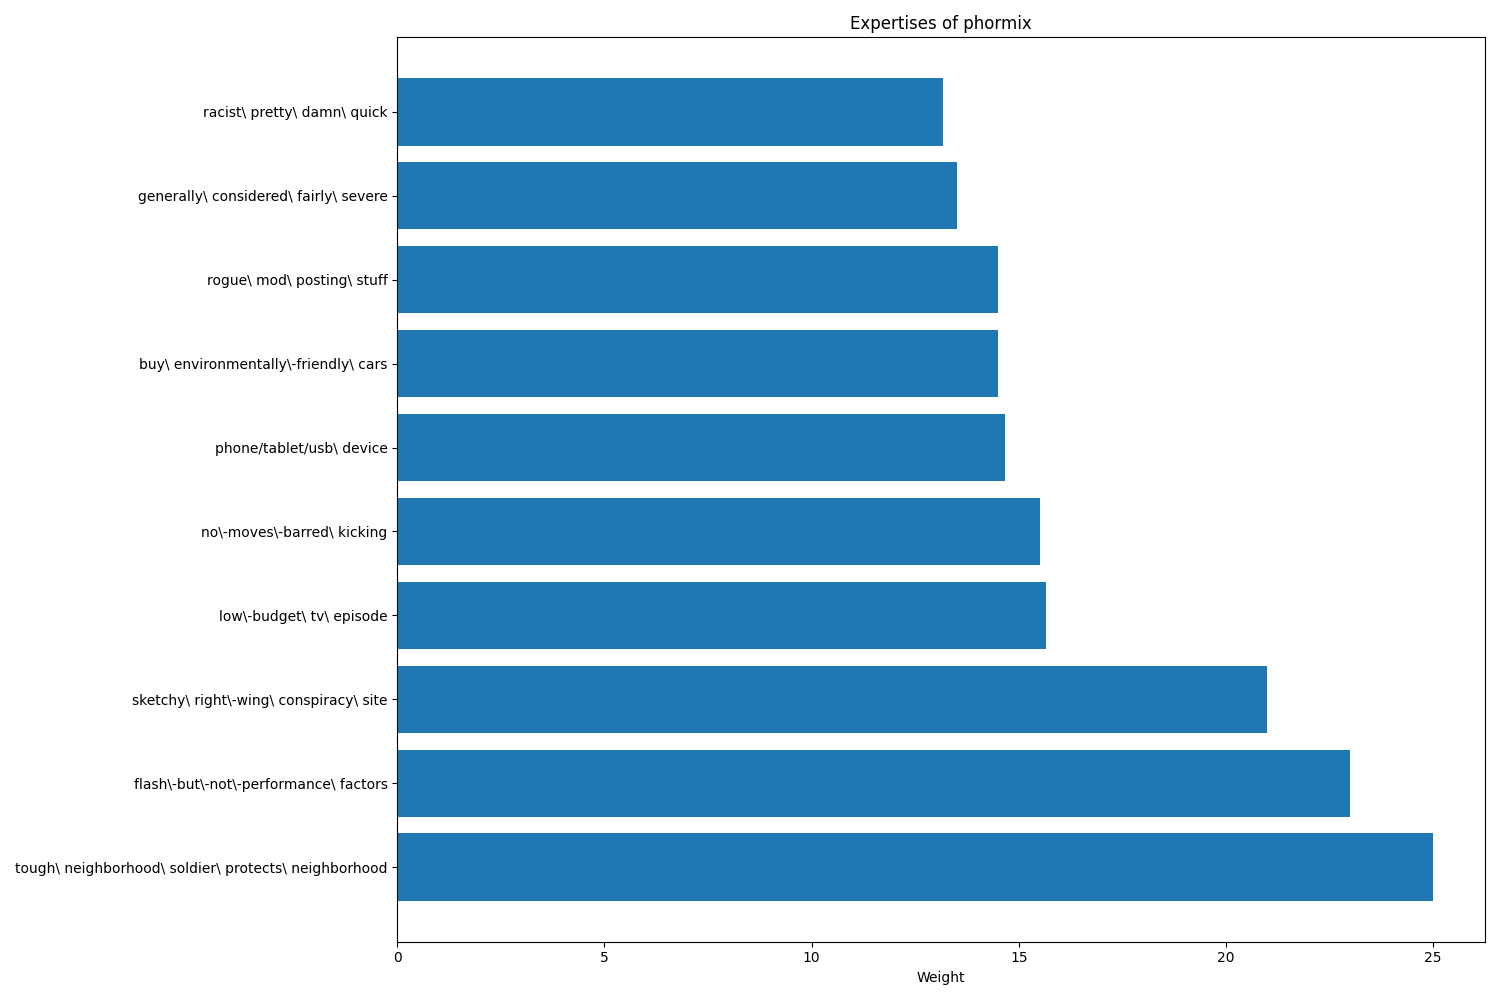 Expertises of phormix
racist\ pretty\ damn\ quick
generally\ considered\ fairly\ severe
rogue\ mod\ posting\ stuff
buy\ environmentally\-friendly\ cars
phone/tablet/usb\ device
no\-moves\-barred\ kicking
low\-budget\ tv\ episode
sketchy\ right\-wing\ conspiracy\ site
flash\-but\-not\-performance\ factors
tough\ neighborhood\ soldier\ protects\ neighborhood
0 5 10 15 20 25
Weight